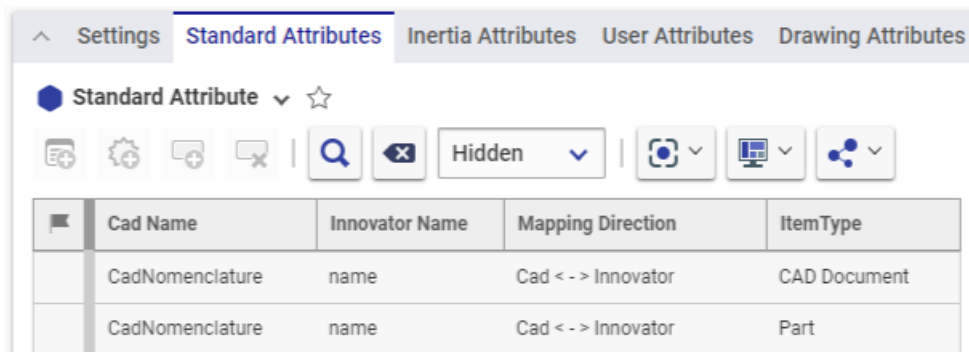 Settings Standard Attributes Inertia Attributes User Attributes Drawing Attributes
Standard Attribute
Hidden
Cad Name Innovator Name Mapping Direction ItemType
CadNomenclature name Cad < - > Innovator CAD Document
CadNomenclature name Cad < - > Innovator Part